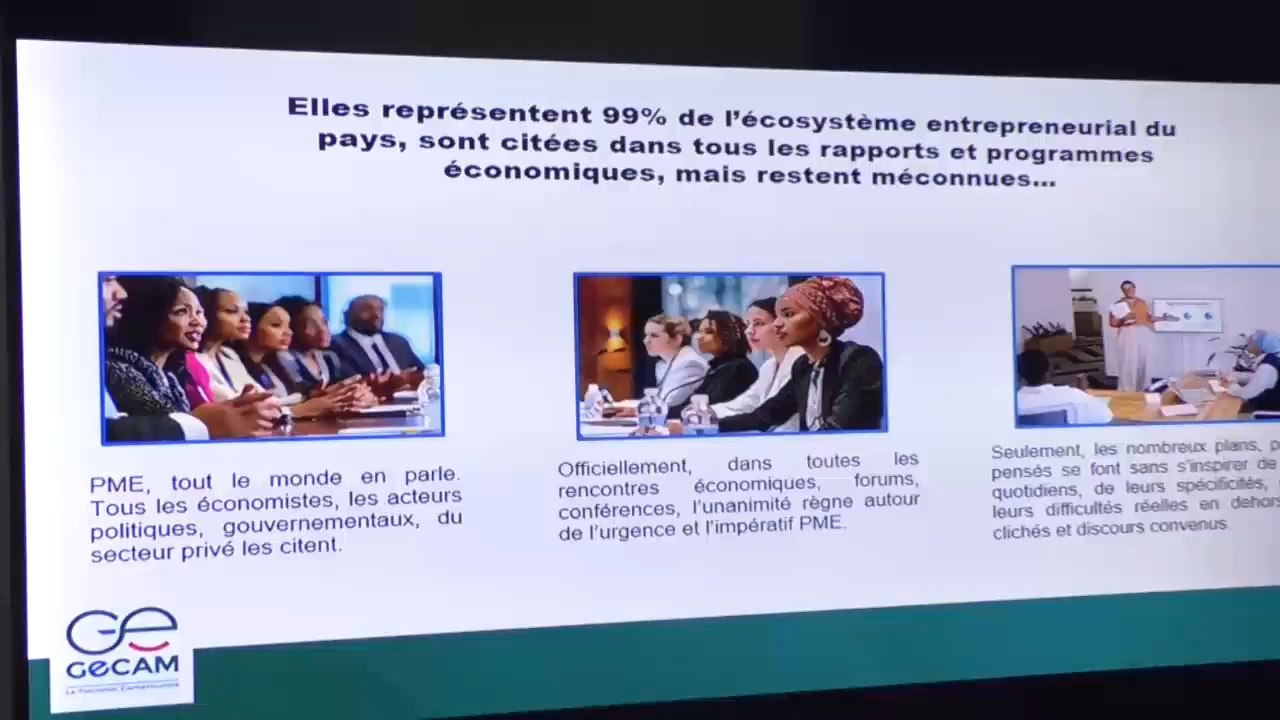 Elles représentent 99% de l'écosystème entrepreneurial du
pays, sont citées dans tous les rapports et programmes
économiques, mais restent méconnues...
PME, tout le monde en parle.
Tous les économistes, les acteurs
politiques, gouvernementaux, du
secteur privé les citent.
Officiellement, dans toutes les
rencontres économiques, forums,
conférences, l'unanimité règne autour
de l'urgence et l'impératif PME.
Seulement, les nombreux plans,
pensés se font sans s'inspirer de
quotidiens, de leurs spécificités,
leurs difficultés réelles en
clichés et discours convenus.
GE
GeCAM